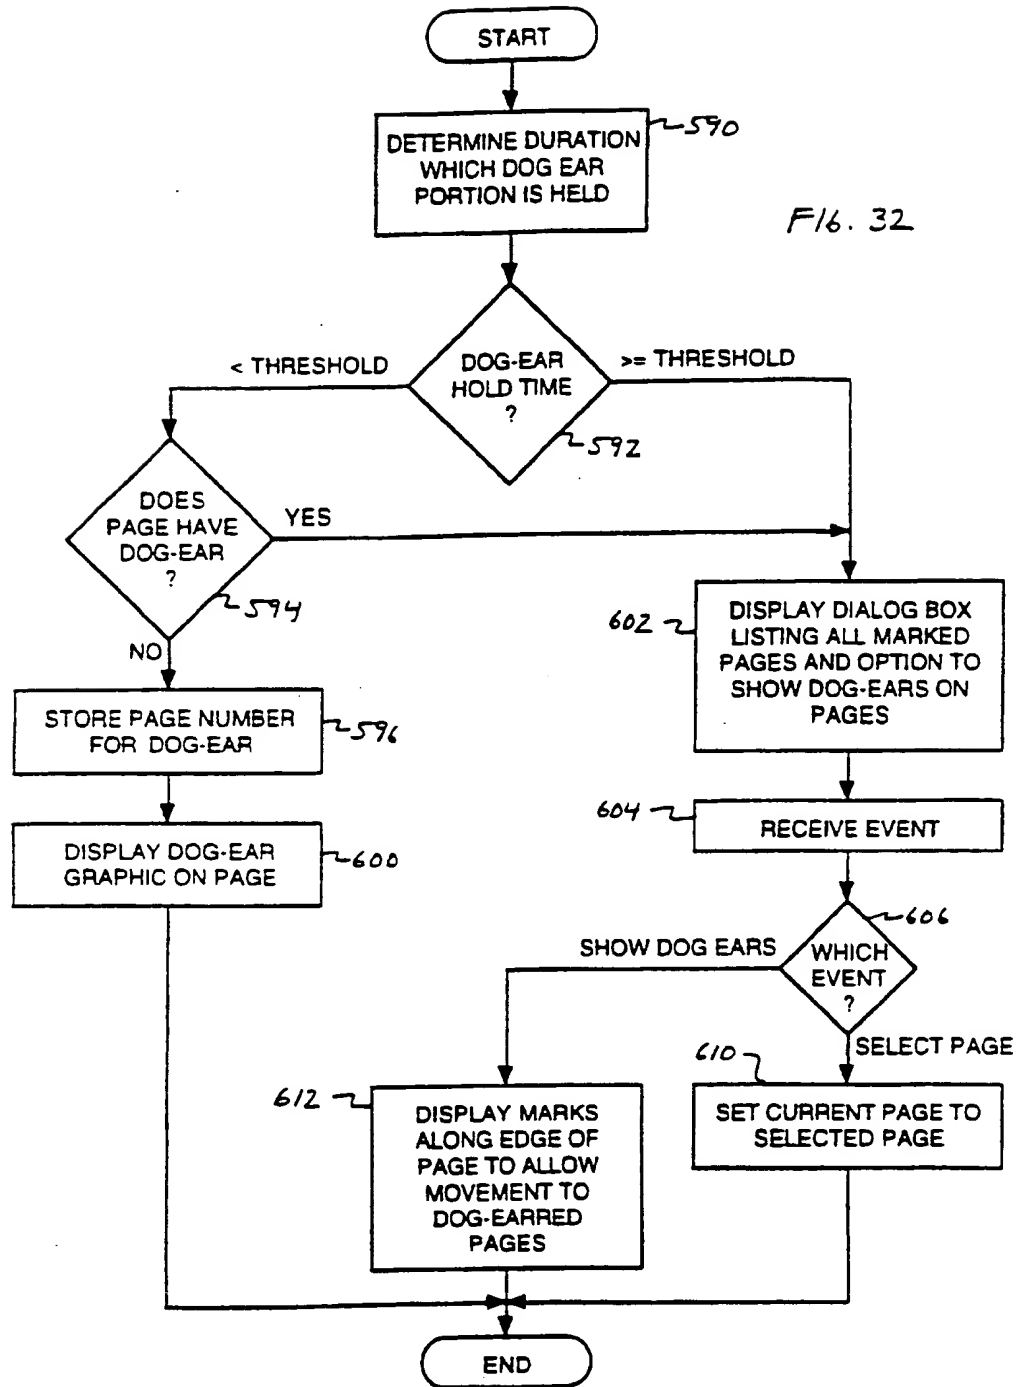 START
DETERMINE DURATION
WHICH DOG EAR
PORTION IS HELD
590
FIG. 32
DOG-EAR
HOLD TIME
?
592
< THRESHOLD
>= THRESHOLD
DOES
PAGE HAVE
DOG-EAR
?
594
YES
NO
STORE PAGE NUMBER
FOR DOG-EAR
596
DISPLAY DOG-EAR
GRAPHIC ON PAGE
600
602
DISPLAY DIALOG BOX
LISTING ALL MARKED
PAGES AND OPTION TO
SHOW DOG-EARS ON
PAGES
604
RECEIVE EVENT
606
WHICH
EVENT
?
SHOW DOG EARS
SELECT PAGE
610
SET CURRENT PAGE TO
SELECTED PAGE
612
DISPLAY MARKS
ALONG EDGE OF
PAGE TO ALLOW
MOVEMENT TO
DOG-EARRED
PAGES
END